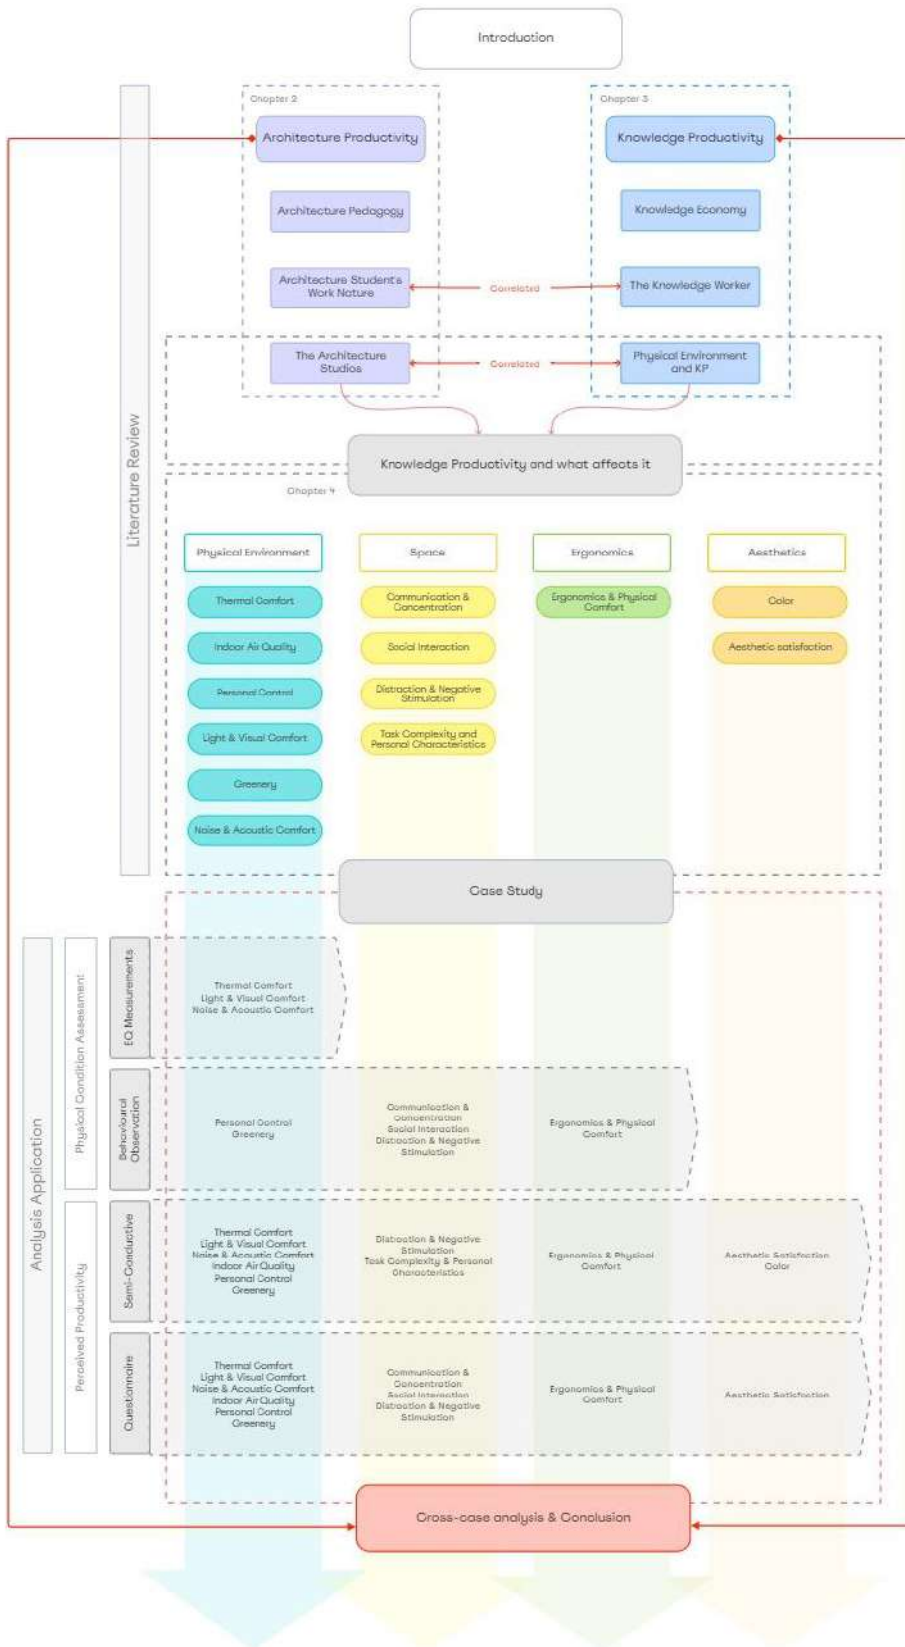 Introduction
Chapter 2
Chapter 3
Architecture Productivity
Knowledge Productivity
Architecture Pedagogy
Knowledge Economy
Architecture Student's
Work Nature
Correlated
The Knowledge Worker
The Architecture
Studios
Correlated
Physical Environment
and KP
Literature Review
Knowledge Productivity and what affects it
Chapter 4
Physical Environment
Space
Ergonomics
Aesthetics
Thermal Comfort
Communication &
Concentration
Ergonomics & Physical
Comfort
Color
Indoor Air Quality
Social Interaction
Aesthetic satisfaction
Personal Control
Distraction & Negative
Stimulation
Light & Visual Comfort
Task Complexity and
Personal Characteristics
Greenery
Noise & Acoustic Comfort
Case Study
Analysis Application
Physical Condition Assessment
EQ Measurements
Thermal Comfort
Light & Visual Comfort
Noise & Acoustic Comfort
Behavioural
Observation
Personal Control
Greenery
Communication &
Concentration
Social Interaction
Distraction & Negative
Stimulation
Ergonomics & Physical
Comfort
Perceived Productivity
Semi-Conductive
Thermal Comfort
Light & Visual Comfort
Noise & Acoustic Comfort
Indoor Air Quality
Personal Control
Greenery
Distraction & Negative
Stimulation
Task Complexity & Personal
Characteristics
Ergonomics & Physical
Comfort
Aesthetic Satisfaction
Color
Questionnaire
Thermal Comfort
Light & Visual Comfort
Noise & Acoustic Comfort
Indoor Air Quality
Personal Control
Greenery
Communication &
Concentration
Social Interaction
Distraction & Negative
Stimulation
Ergonomics & Physical
Comfort
Aesthetic Satisfaction
Cross-case analysis & Conclusion